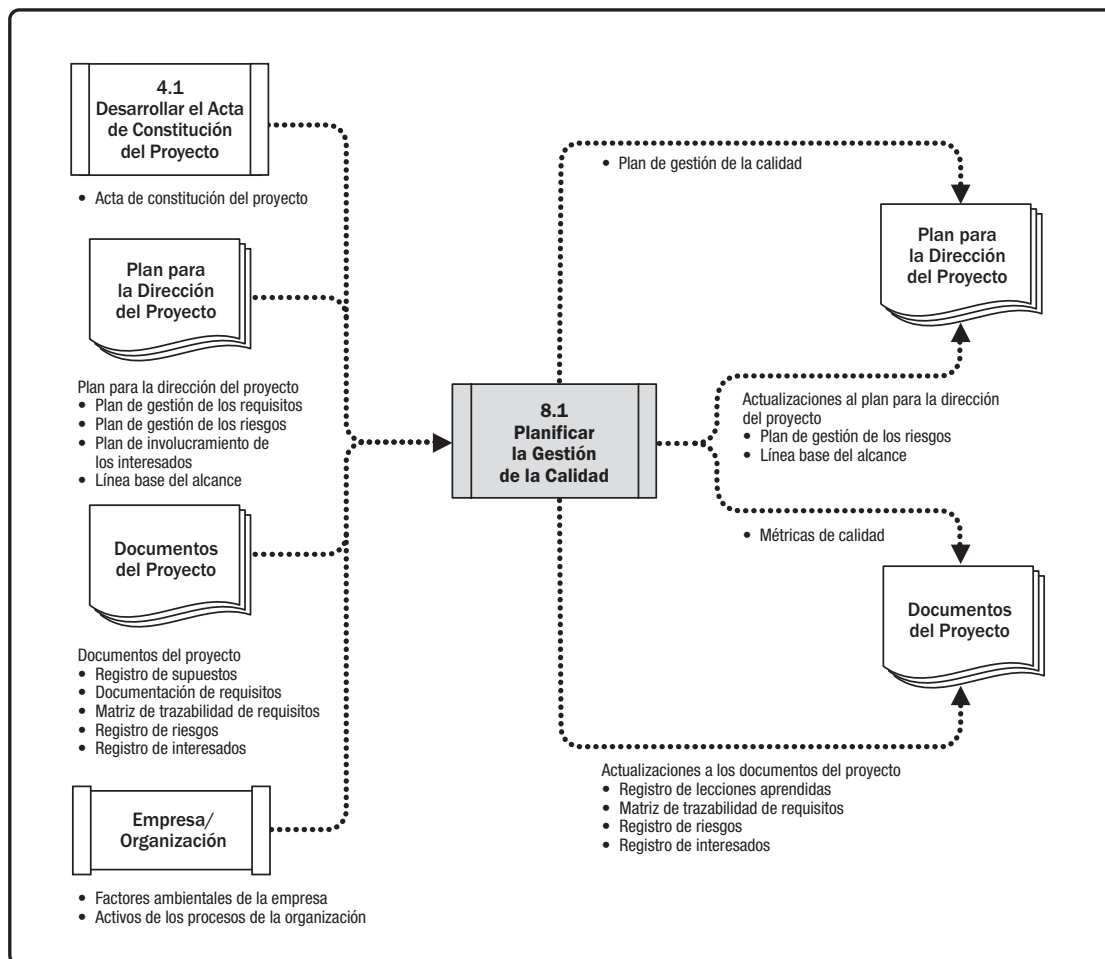 4.1
Desarrollar el Acta
de Constitución
del Proyecto
• Acta de constitución del proyecto
Plan para
la Dirección
del Proyecto
Plan para la dirección del proyecto
• Plan de gestión de los requisitos
• Plan de gestión de los riesgos
• Plan de involucramiento de
los interesados
• Línea base del alcance
Documentos
del Proyecto
Documentos del proyecto
• Registro de supuestos
• Documentación de requisitos
• Matriz de trazabilidad de requisitos
• Registro de riesgos
• Registro de interesados
Empresa/
Organización
• Factores ambientales de la empresa
• Activos de los procesos de la organización
8.1
Planificar
la Gestión
de la Calidad
• Plan de gestión de la calidad
Plan para
la Dirección
del Proyecto
Actualizaciones al plan para la dirección
del proyecto
• Plan de gestión de los riesgos
• Línea base del alcance
• Métricas de calidad
Documentos
del Proyecto
Actualizaciones a los documentos del proyecto
• Registro de lecciones aprendidas
• Matriz de trazabilidad de requisitos
• Registro de riesgos
• Registro de interesados